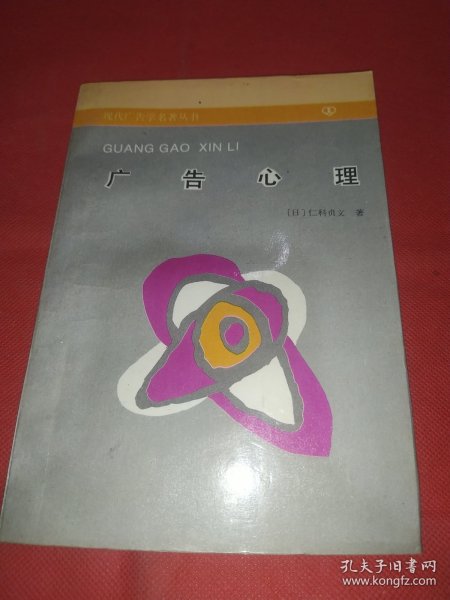 现代广告学名著丛书
GUANG GAO XIN LI
广告心理
〔日〕仁科贞文 著
孔夫子旧书网
www.kongfz.com